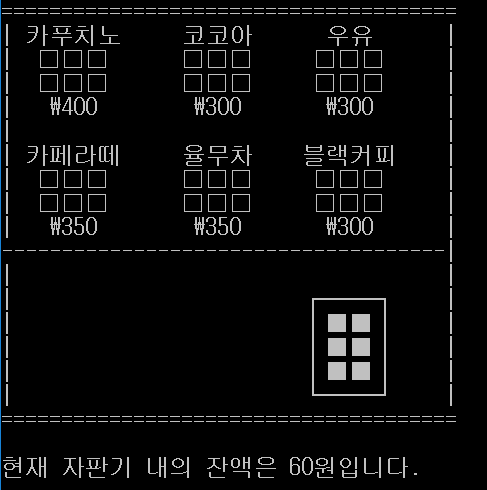 카푸치노 코코아 우유
₩400 ₩300 ₩300
카페라떼 율무차 블랙커피
₩350 ₩350 ₩300
현재 자판기 내의 잔액은 60원입니다.